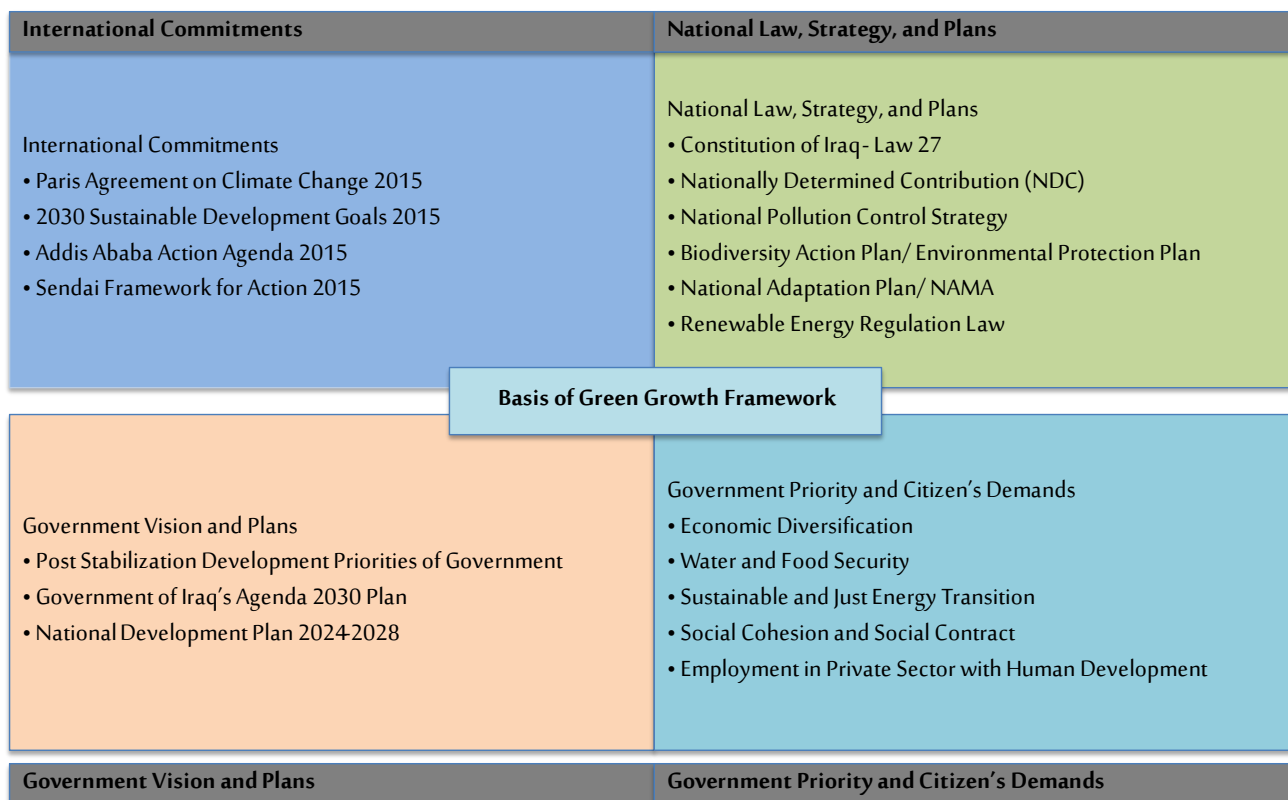 International Commitments
National Law, Strategy, and Plans
International Commitments
• Paris Agreement on Climate Change 2015
• 2030 Sustainable Development Goals 2015
• Addis Ababa Action Agenda 2015
• Sendai Framework for Action 2015
National Law, Strategy, and Plans
• Constitution of Iraq- Law 27
• Nationally Determined Contribution (NDC)
• National Pollution Control Strategy
• Biodiversity Action Plan/ Environmental Protection Plan
• National Adaptation Plan/ NAMA
• Renewable Energy Regulation Law
Basis of Green Growth Framework
Government Vision and Plans
• Post Stabilization Development Priorities of Government
• Government of Iraq's Agenda 2030 Plan
• National Development Plan 2024-2028
Government Priority and Citizen's Demands
• Economic Diversification
• Water and Food Security
• Sustainable and Just Energy Transition
• Social Cohesion and Social Contract
• Employment in Private Sector with Human Development
Government Vision and Plans
Government Priority and Citizen's Demands